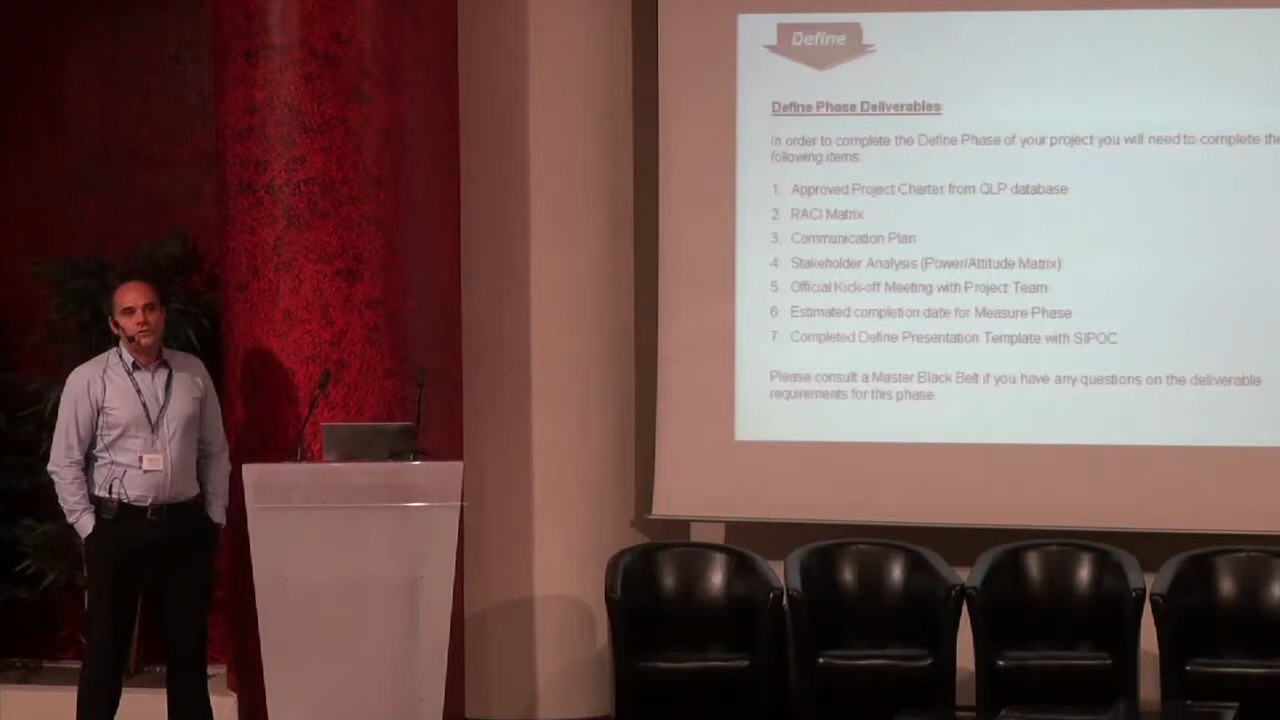 Define
Define Phase Deliverables
In order to complete the Define Phase of your project you will need to complete the
following items:
1. Approved Project Charter from QLP database
2. RACI Matrix
3. Communication Plan
4. Stakeholder Analysis (Power/Attitude Matrix)
5. Official Kick-off Meeting with Project Team
6. Estimated completion date for Measure Phase
7. Completed Define Presentation Template with SIPOC
Please consult a Master Black Belt if you have any questions on the deliverable
requirements for this phase.